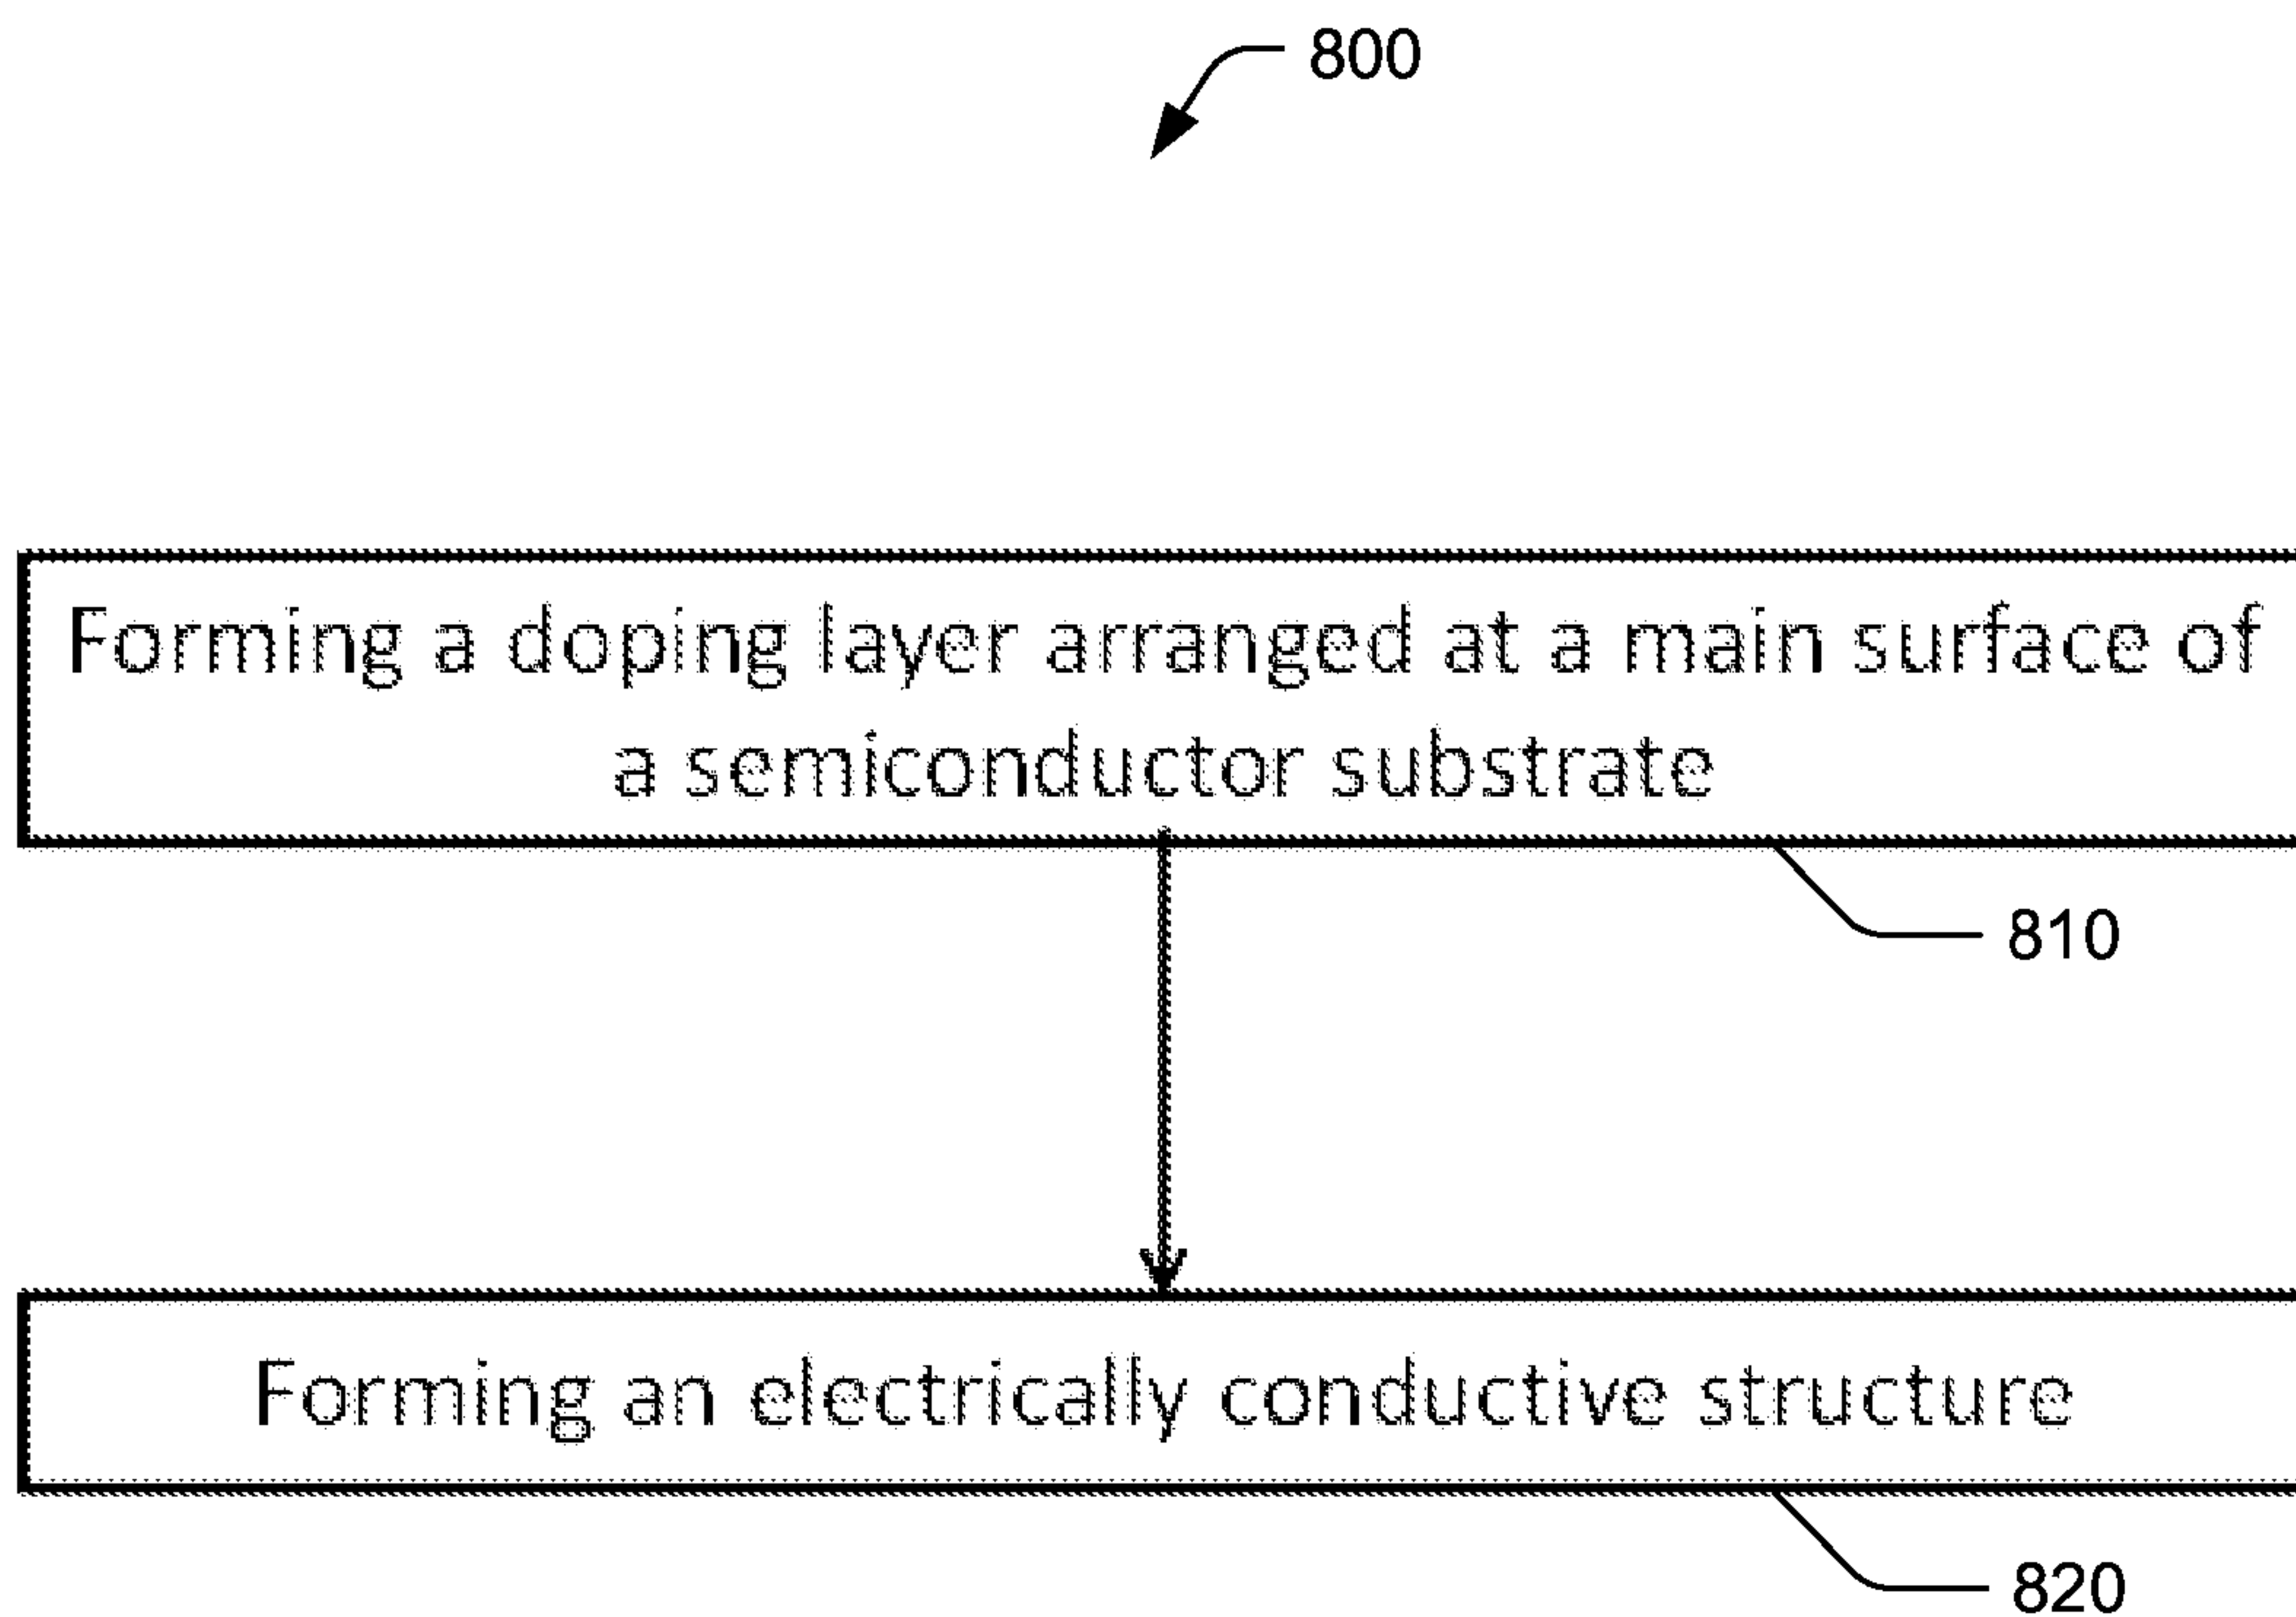 800
Forming a doping layer arranged at a main surface of
a semiconductor substrate
810
Forming an electrically conductive structure
820